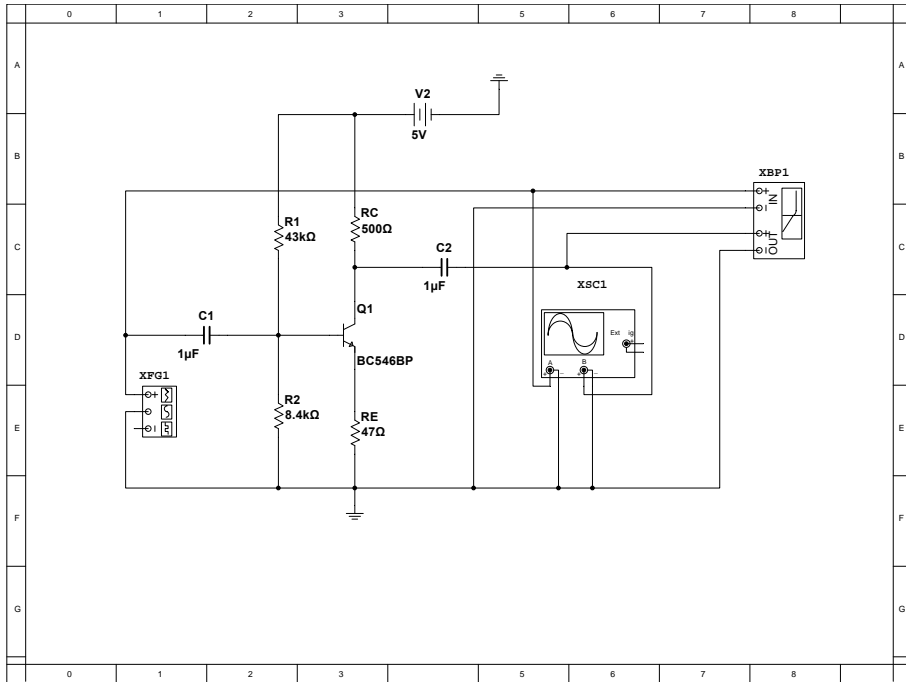 0 1 2 3 5 6 7 8
A A
V2
5V
B B
XBP1
+
IN
R1
43kΩ
RC
500Ω
C C
+
OUT
C2
1µF
XSC1
C1
1µF
Q1
D D
Ext
ig
A B
+ + 
BC546BP
XFG1
+
R2
8.4kΩ
RE
47Ω
E E
F F
G G
0 1 2 3 5 6 7 8